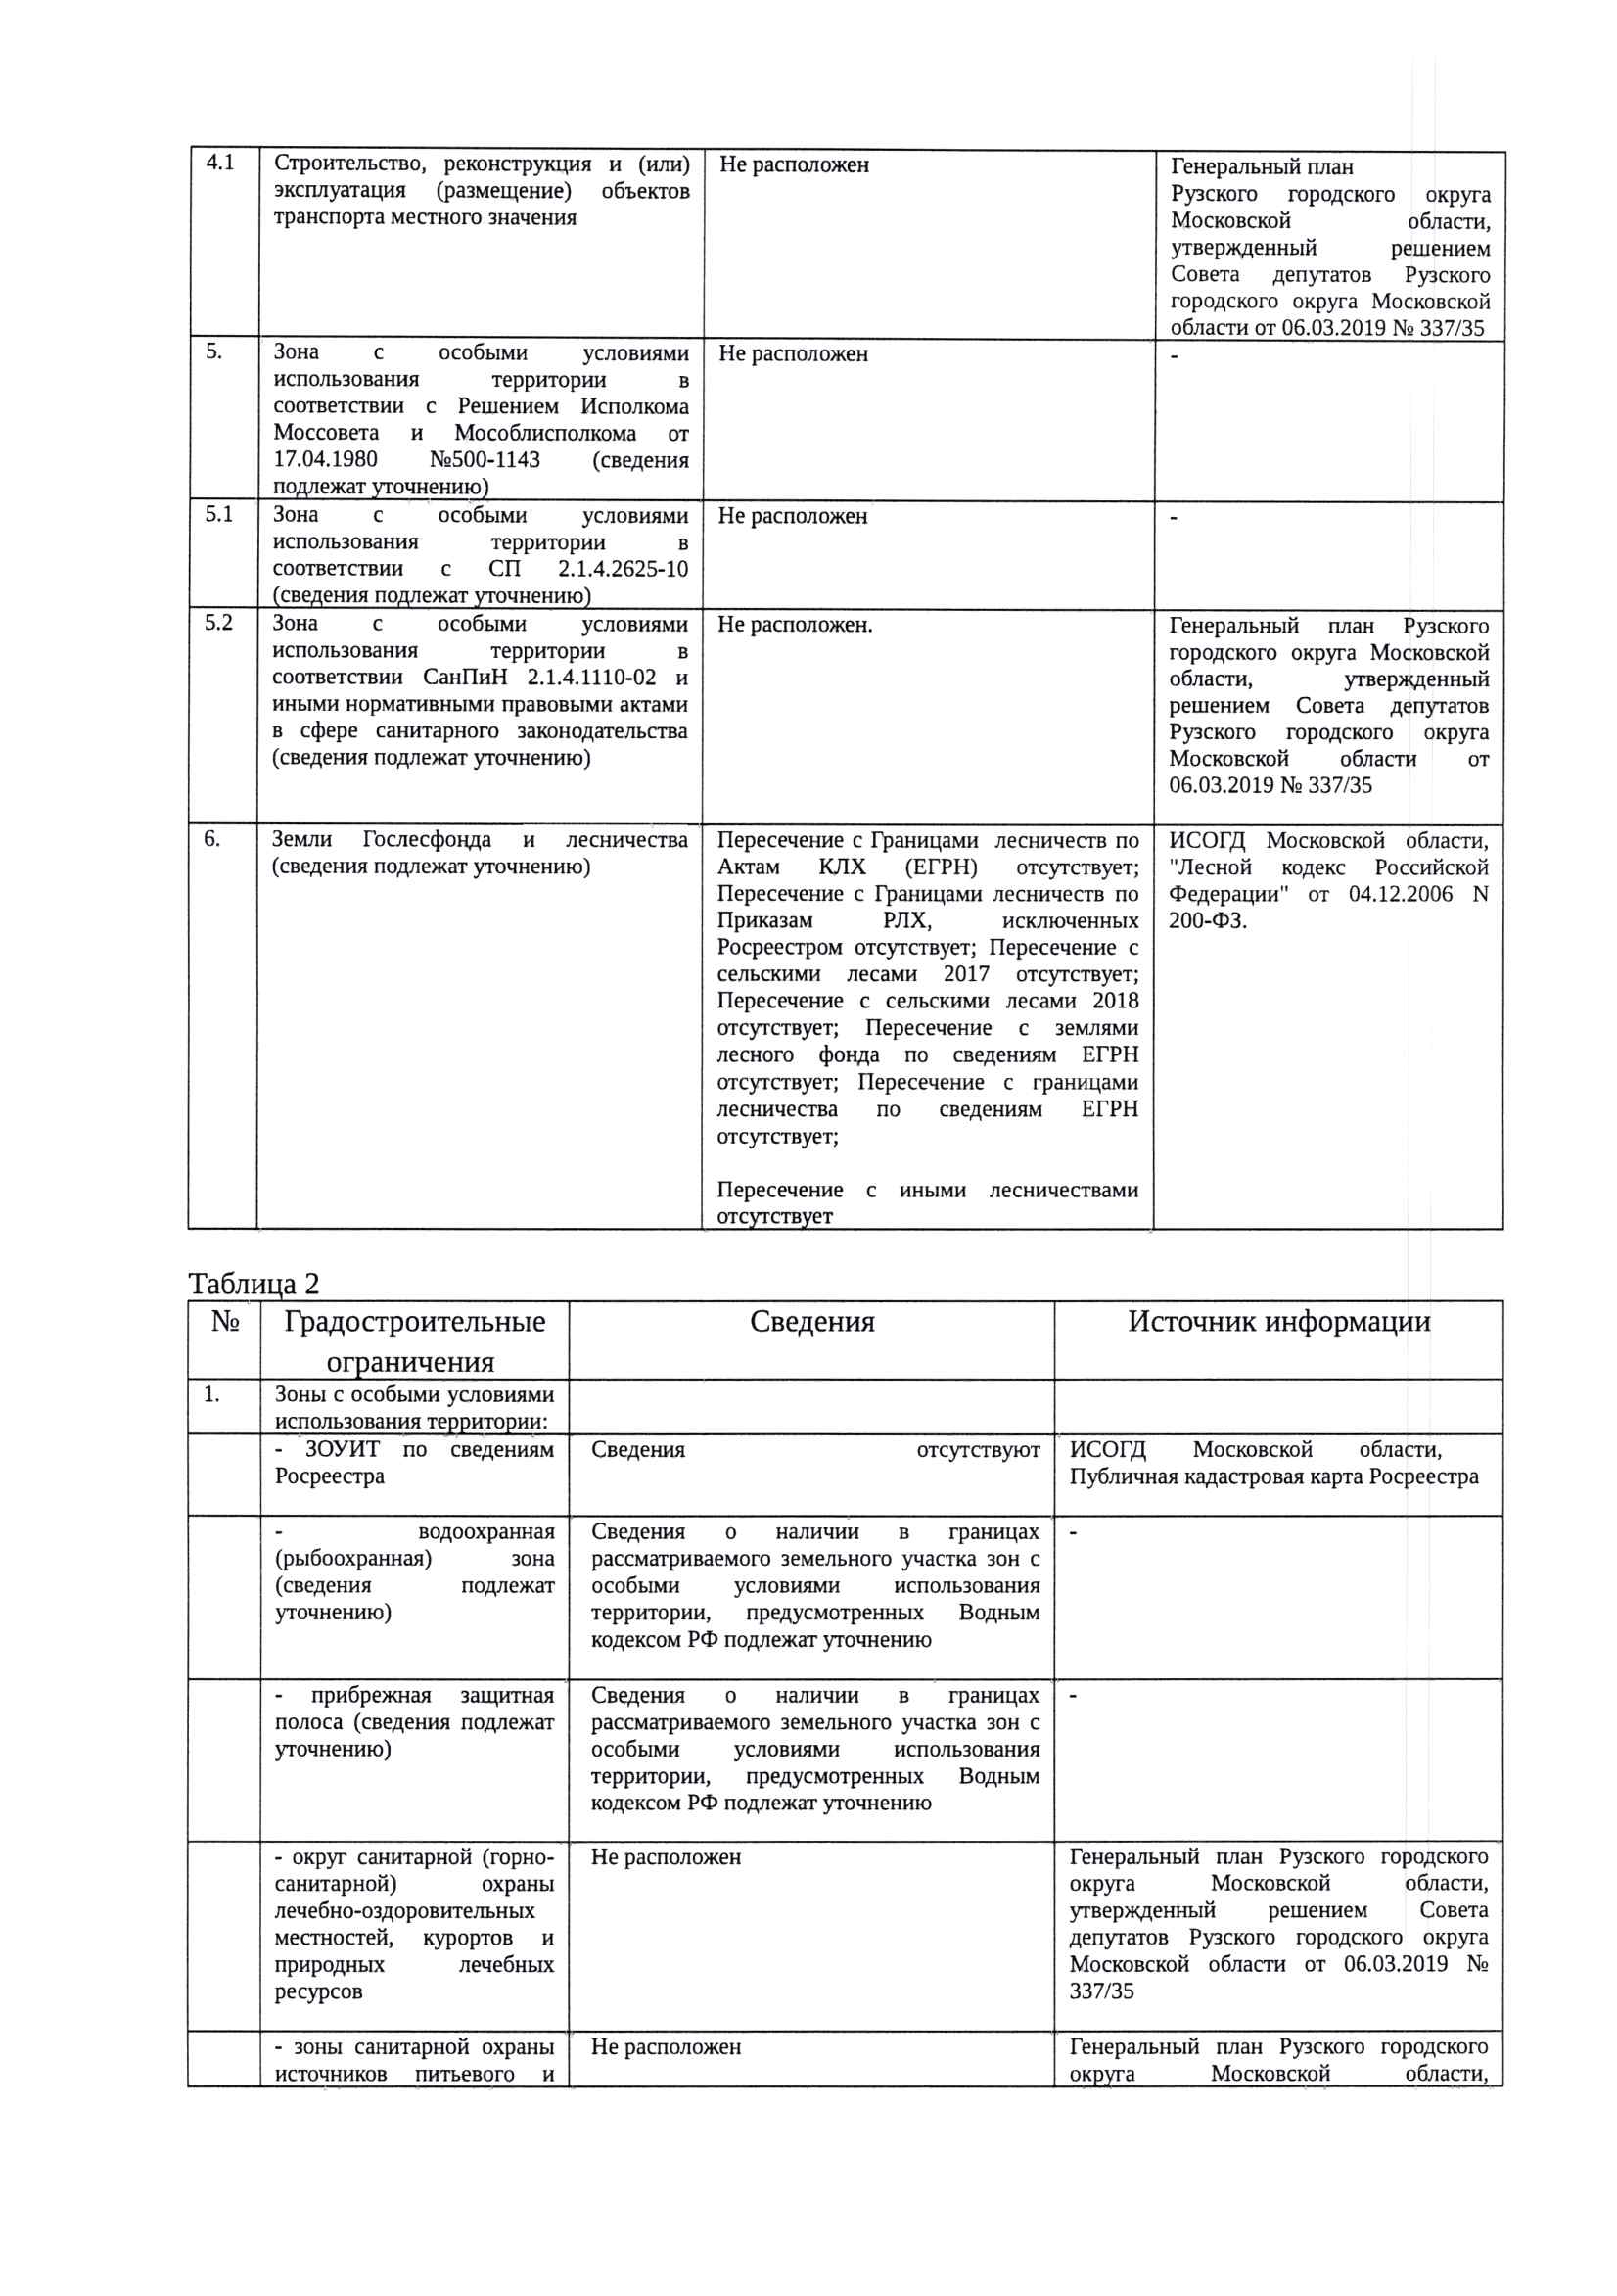 4.1
Строительство, реконструкция и (или)
эксплуатация (размещение) объектов
транспорта местного значения
Не расположен
Генеральный план
Рузского городского округа
Московской области,
утвержденный решением
Совета депутатов Рузского
городского округа Московской
области от 06.03.2019 № 337/35
5.
Зона с особыми условиями
использования территории в
соответствии с Решением Исполкома
Моссовета и Мособлисполкома от
17.04.1980 №500-1143 (сведения
подлежат уточнению)
Не расположен
-
5.1
Зона с особыми условиями
использования территории в
соответствии с СП 2.1.4.2625-10
(сведения подлежат уточнению)
Не расположен
-
5.2
Зона с особыми условиями
использования территории в
соответствии СанПиН 2.1.4.1110-02 и
иными нормативными правовыми актами
в сфере санитарного законодательства
(сведения подлежат уточнению)
Не расположен.
Генеральный план Рузского
городского округа Московской
области, утвержденный
решением Совета депутатов
Рузского городского округа
Московской области от
06.03.2019 № 337/35
6.
Земли Гослесфонда и лесничества
(сведения подлежат уточнению)
Пересечение с Границами лесничеств по
Актам КЛХ (ЕГРН) отсутствует;
Пересечение с Границами лесничеств по
Приказам РЛХ, исключенных
Росреестром отсутствует; Пересечение с
сельскими лесами 2017 отсутствует;
Пересечение с сельскими лесами 2018
отсутствует; Пересечение с землями
лесного фонда по сведениям ЕГРН
отсутствует; Пересечение с границами
лесничества по сведениям ЕГРН
отсутствует;
Пересечение с иными лесничествами
отсутствует
ИСОГД Московской области,
"Лесной кодекс Российской
Федерации" от 04.12.2006 N
200-ФЗ.
Таблица 2
№
Градостроительные
ограничения
Сведения
Источник информации
1.
Зоны с особыми условиями
использования территории:
- ЗОУИТ по сведениям
Росреестра
Сведения отсутствуют
ИСОГД Московской области,
Публичная кадастровая карта Росреестра
- водоохранная
(рыбоохранная) зона
(сведения подлежат
уточнению)
Сведения о наличии в границах
рассматриваемого земельного участка зон с
особыми условиями использования
территории, предусмотренных Водным
кодексом РФ подлежат уточнению
-
- прибрежная защитная
полоса (сведения подлежат
уточнению)
Сведения о наличии в границах
рассматриваемого земельного участка зон с
особыми условиями использования
территории, предусмотренных Водным
кодексом РФ подлежат уточнению
-
- округ санитарной (горно-
санитарной) охраны
лечебно-оздоровительных
местностей, курортов и
природных лечебных
ресурсов
Не расположен
Генеральный план Рузского городского
округа Московской области,
утвержденный решением Совета
депутатов Рузского городского округа
Московской области от 06.03.2019 №
337/35
- зоны санитарной охраны
источников питьевого и
Не расположен
Генеральный план Рузского городского
округа Московской области,